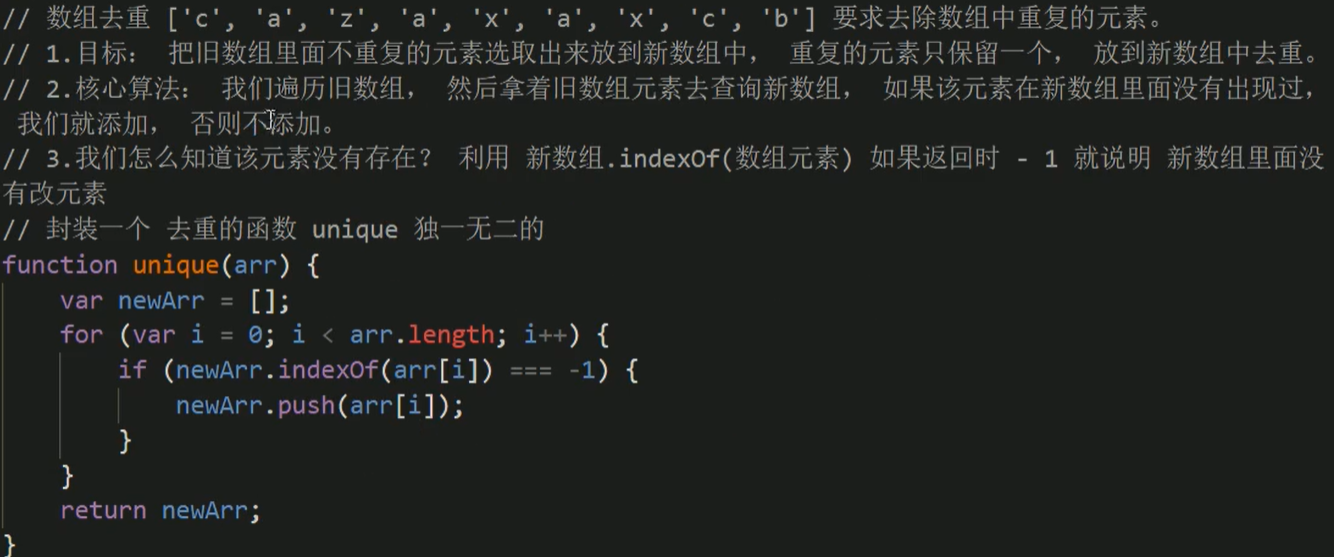 // 数组去重 ['c', 'a', 'z', 'a', 'x', 'a', 'x', 'c', 'b'] 要求去除数组中重复的元素。
// 1.目标： 把旧数组里面不重复的元素选取出来放到新数组中， 重复的元素只保留一个， 放到新数组中去重。
// 2.核心算法： 我们遍历旧数组， 然后拿着旧数组元素去查询新数组， 如果该元素在新数组里面没有出现过，
我们就添加， 否则不添加。
// 3.我们怎么知道该元素没有存在？ 利用 新数组.indexOf(数组元素) 如果返回时 - 1 就说明 新数组里面没
有改元素
// 封装一个 去重的函数 unique 独一无二的
function unique(arr) {
    var newArr = [];
    for (var i = 0; i < arr.length; i++) {
        if (newArr.indexOf(arr[i]) === -1) {
            newArr.push(arr[i]);
        }
    }
    return newArr;
}